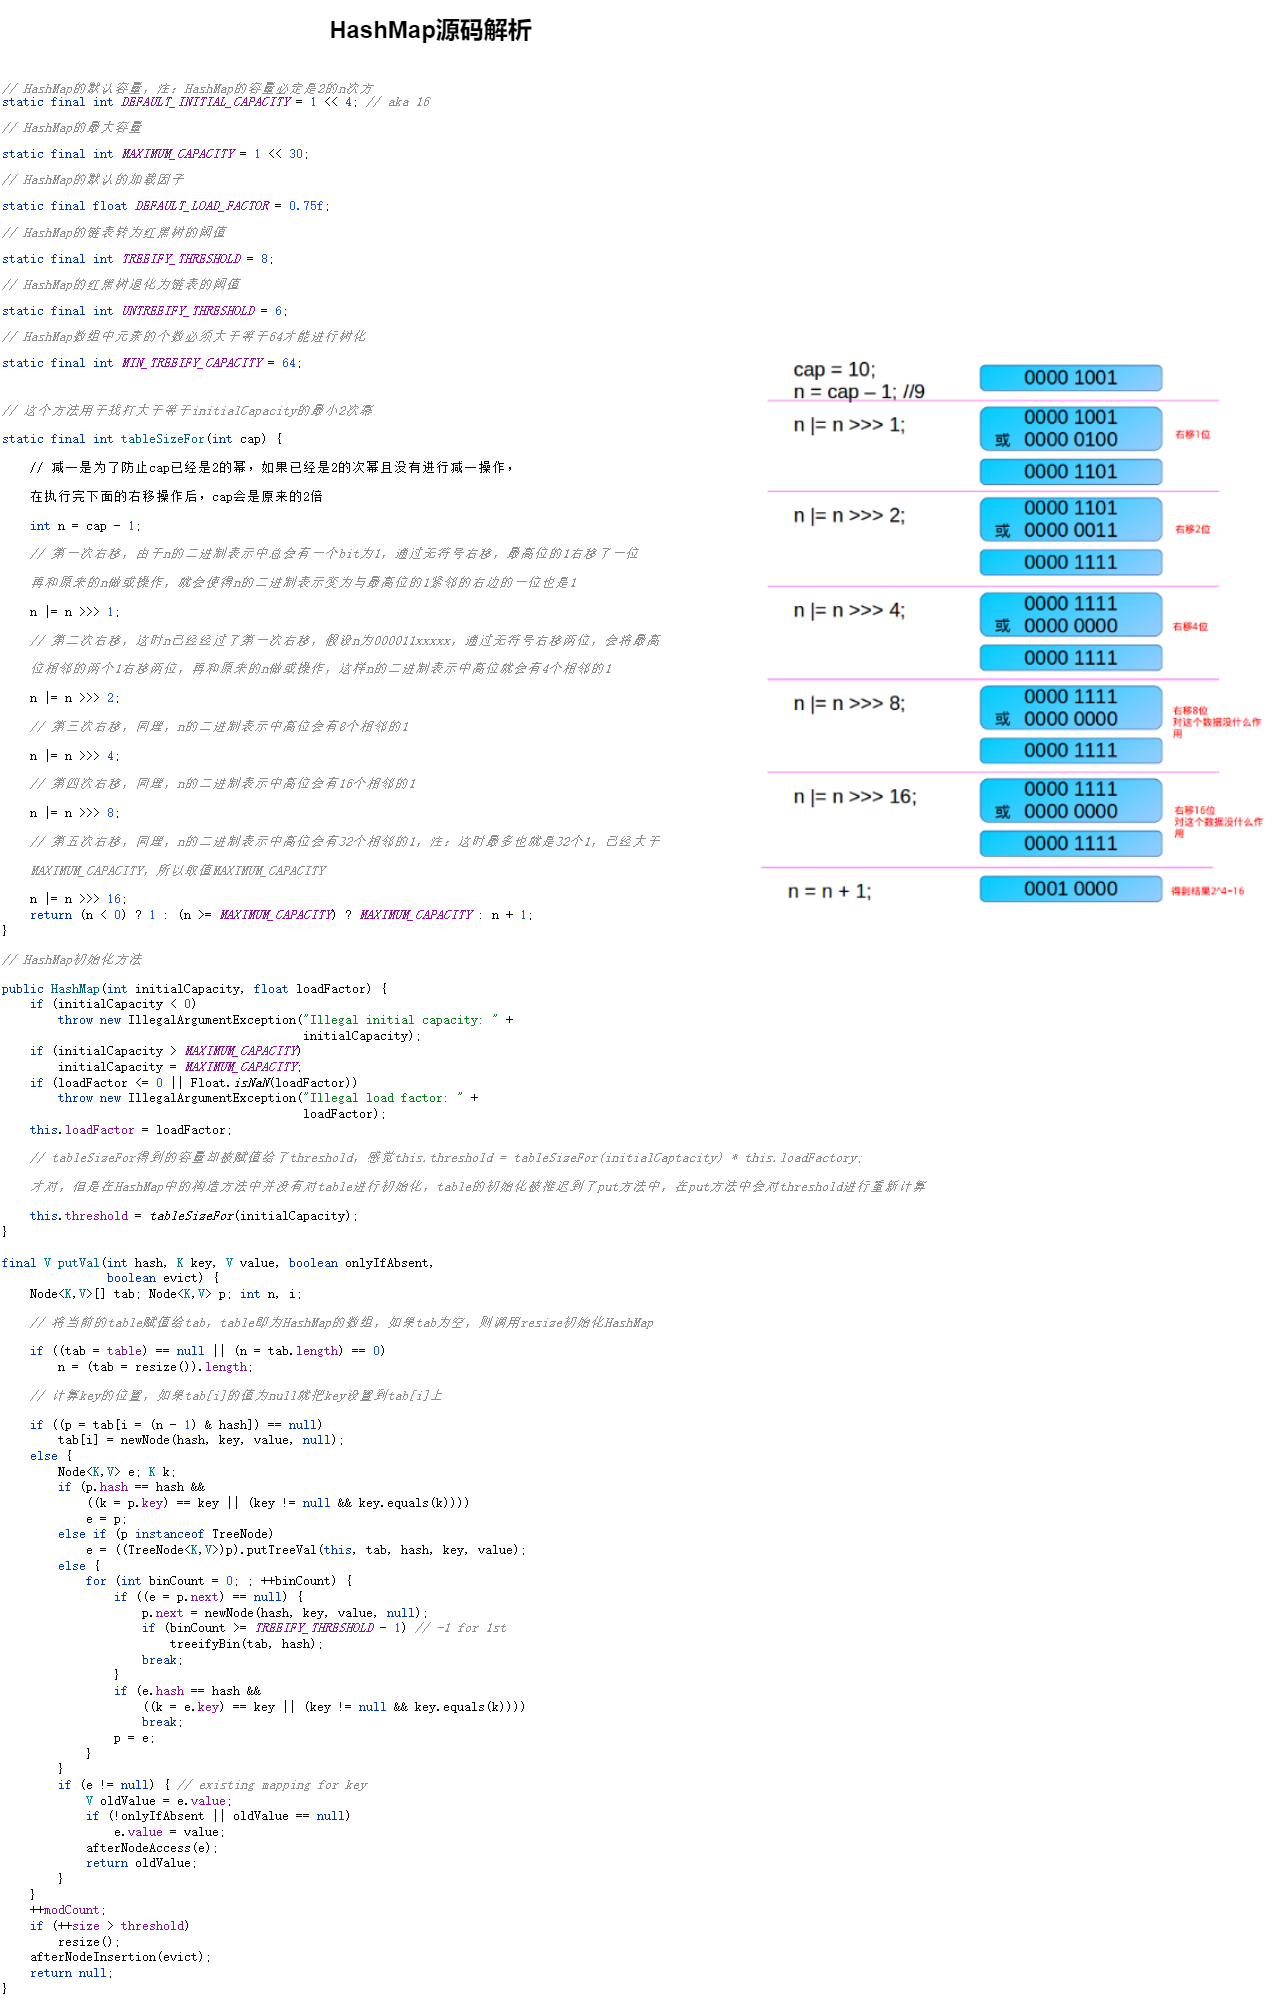 HashMap源码解析
// HashMap的默认容量，注：HashMap的容量必定是2的n次方
static final int DEFAULT_INITIAL_CAPACITY = 1 << 4; // aka 16
// HashMap的最大容量
static final int MAXIMUM_CAPACITY = 1 << 30;
// HashMap的默认的加载因子
static final float DEFAULT_LOAD_FACTOR = 0.75f;
// HashMap的链表转为红黑树的阈值
static final int TREEIFY_THRESHOLD = 8;
// HashMap的红黑树退化为链表的阈值
static final int UNTREEIFY_THRESHOLD = 6;
// HashMap数组中元素的个数必须大于等于64才能进行树化
static final int MIN_TREEIFY_CAPACITY = 64;
// 这个方法用于找打大于等于initialCapacity的最小2次幂
static final int tableSizeFor(int cap) {
// 减一是为了防止cap已经是2的幂，如果已经是2的次幂且没有进行减一操作，
在执行完下面的右移操作后，cap会是原来的2倍
int n = cap - 1;
// 第一次右移，由于n的二进制表示中总会有一个bit为1，通过无符号右移，最高位的1右移了一位
再和原来的n做或操作，就会使得n的二进制表示变为与最高位的1紧邻的右边的一位也是1
n |= n >>> 1;
// 第二次右移，这时n已经经过了第一次右移，假设n为000011xxxxx，通过无符号右移两位，会将最高
位相邻的两个1右移两位，再和原来的n做或操作，这样n的二进制表示中高位就会有4个相邻的1
n |= n >>> 2;
// 第三次右移，同理，n的二进制表示中高位会有8个相邻的1
n |= n >>> 4;
// 第四次右移，同理，n的二进制表示中高位会有16个相邻的1
n |= n >>> 8;
// 第五次右移，同理，n的二进制表示中高位会有32个相邻的1，注：这时最多也就是32个1，已经大于
MAXIMUM_CAPACITY，所以取值MAXIMUM_CAPACITY
n |= n >>> 16;
return (n < 0) ? 1 : (n >= MAXIMUM_CAPACITY) ? MAXIMUM_CAPACITY : n + 1;
}
// HashMap初始化方法
public HashMap(int initialCapacity, float loadFactor) {
if (initialCapacity < 0)
throw new IllegalArgumentException("Illegal initial capacity: " +
initialCapacity);
if (initialCapacity > MAXIMUM_CAPACITY)
initialCapacity = MAXIMUM_CAPACITY;
if (loadFactor <= 0 || Float.isNaN(loadFactor))
throw new IllegalArgumentException("Illegal load factor: " +
loadFactor);
this.loadFactor = loadFactor;
// tableSizeFor得到的容量却被赋值给了threshold，感觉this.threshold = tableSizeFor(initialCaptacity) * this.loadFactory;
才对，但是在HashMap中的构造方法中并没有对table进行初始化，table的初始化被推迟到了put方法中，在put方法中会对threshold进行重新计算
this.threshold = tableSizeFor(initialCapacity);
}
final V putVal(int hash, K key, V value, boolean onlyIfAbsent,
boolean evict) {
Node<K,V>[] tab; Node<K,V> p; int n, i;
// 将当前的table赋值给tab，table即为HashMap的数组，如果tab为空，则调用resize初始化HashMap
if ((tab = table) == null || (n = tab.length) == 0)
n = (tab = resize()).length;
// 计算key的位置，如果tab[i]的值为null就把key设置到tab[i]上
if ((p = tab[i = (n - 1) & hash]) == null)
tab[i] = newNode(hash, key, value, null);
else {
Node<K,V> e; K k;
if (p.hash == hash &&
((k = p.key) == key || (key != null && key.equals(k))))
e = p;
else if (p instanceof TreeNode)
e = ((TreeNode<K,V>)p).putTreeVal(this, tab, hash, key, value);
else {
for (int binCount = 0; ; ++binCount) {
if ((e = p.next) == null) {
p.next = newNode(hash, key, value, null);
if (binCount >= TREEIFY_THRESHOLD - 1) // -1 for 1st
treeifyBin(tab, hash);
break;
}
if (e.hash == hash &&
((k = e.key) == key || (key != null && key.equals(k))))
break;
p = e;
}
}
if (e != null) { // existing mapping for key
V oldValue = e.value;
if (!onlyIfAbsent || oldValue == null)
e.value = value;
afterNodeAccess(e);
return oldValue;
}
}
++modCount;
if (++size > threshold)
resize();
afterNodeInsertion(evict);
return null;
}
cap = 10;
n = cap – 1; //9
0000 1001
n |= n >>> 1;
0000 1001
或 0000 0100
右移1位
0000 1101
n |= n >>> 2;
0000 1101
或 0000 0011
右移2位
0000 1111
n |= n >>> 4;
0000 1111
或 0000 0000
右移4位
0000 1111
n |= n >>> 8;
0000 1111
或 0000 0000
右移8位
对这个数据没什么作
用
0000 1111
n |= n >>> 16;
0000 1111
或 0000 0000
右移16位
对这个数据没什么作
用
0000 1111
n = n + 1;
0001 0000
得到结果2^4=16